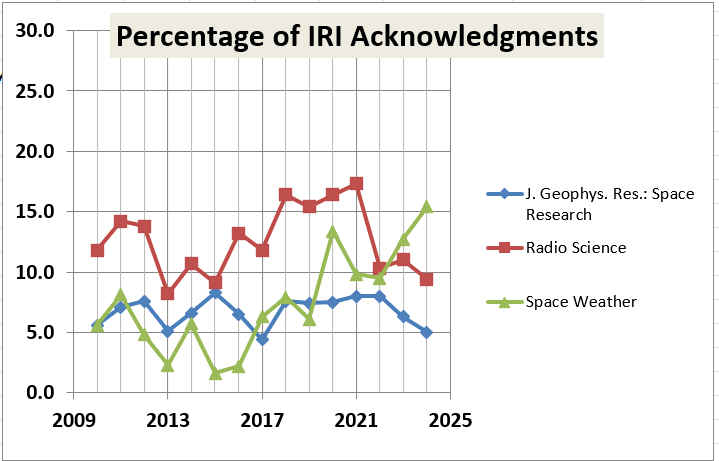 Percentage of IRI Acknowledgments
30.0
25.0
20.0
15.0
10.0
5.0
0.0
2009 2013 2017 2021 2025
J. Geophys. Res.: Space
Research
Radio Science
Space Weather